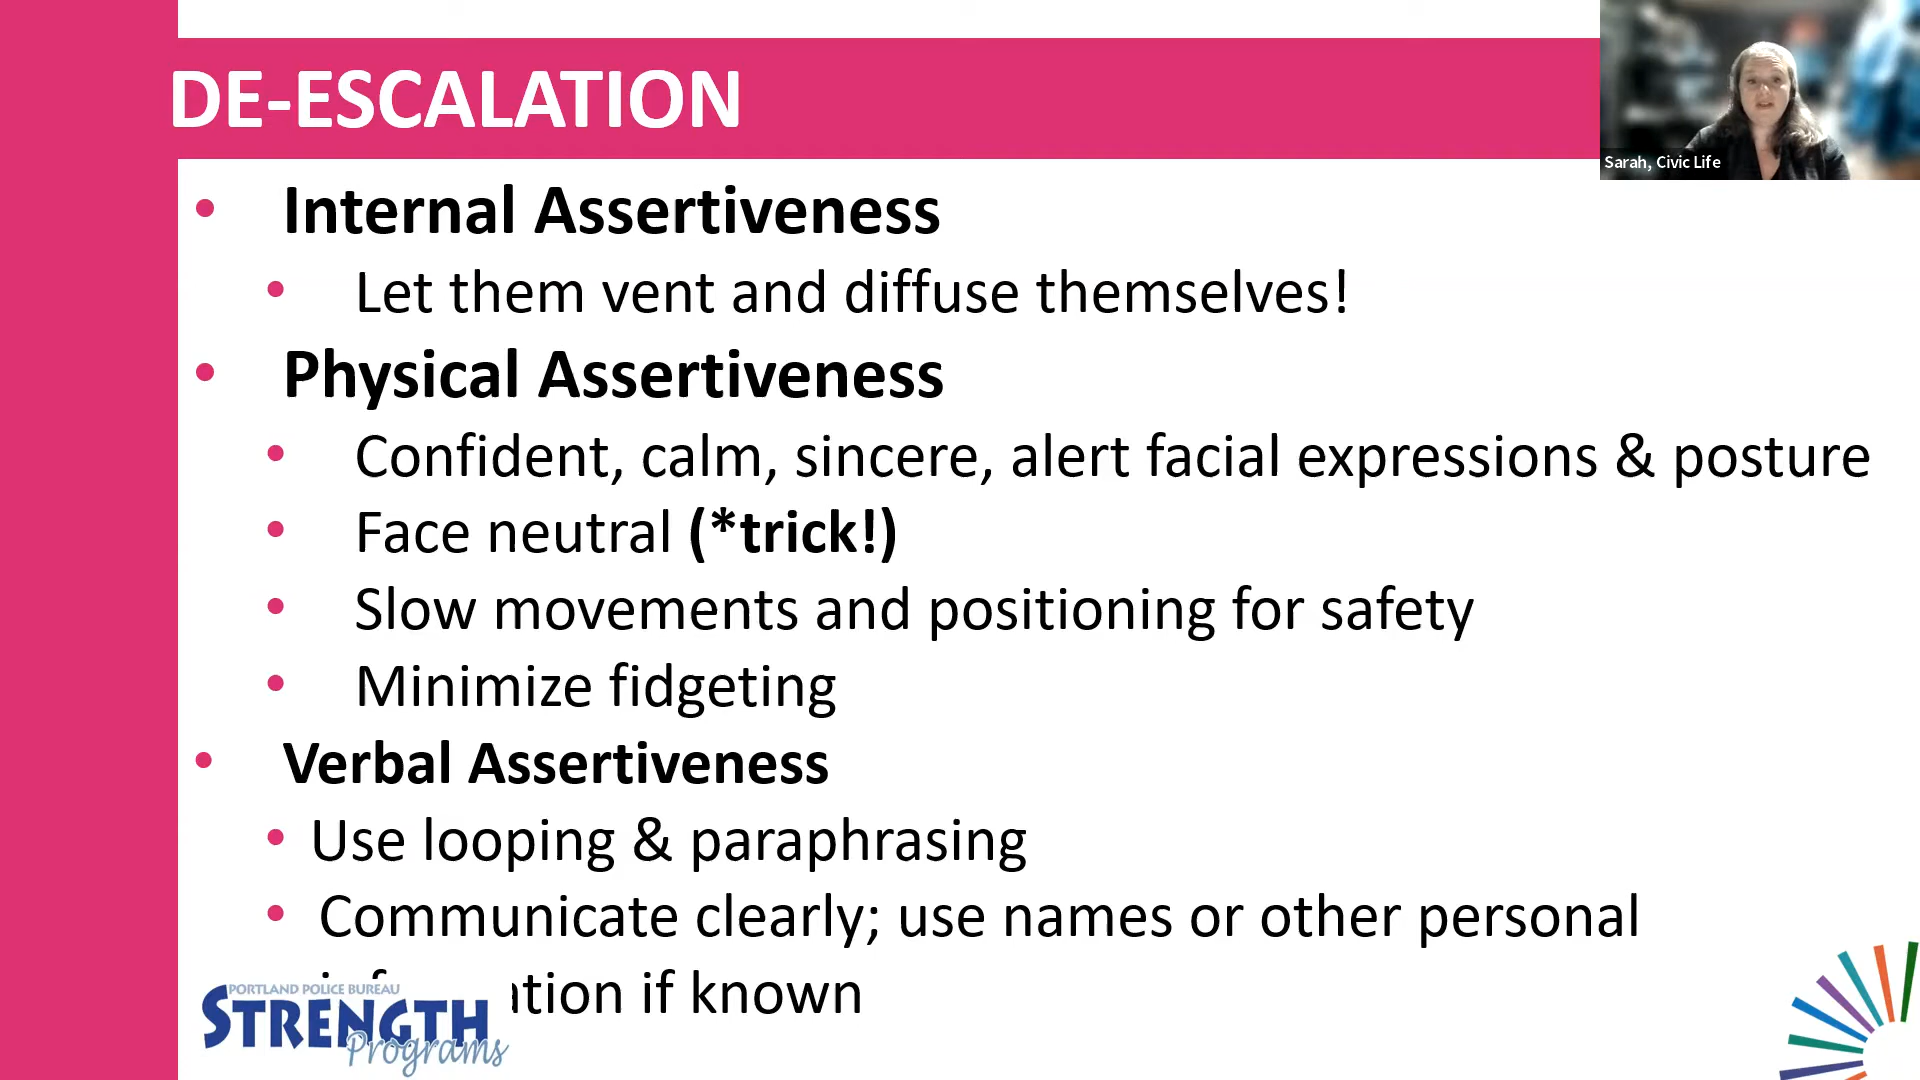 DE-ESCALATION
Sarah, Civic Life
• Internal Assertiveness
• Let them vent and diffuse themselves!
• Physical Assertiveness
• Confident, calm, sincere, alert facial expressions & posture
• Face neutral (*trick!)
• Slow movements and positioning for safety
• Minimize fidgeting
• Verbal Assertiveness
• Use looping & paraphrasing
• Communicate clearly; use names or other personal
if known
PORTLAND POLICE BUREAU
STRENGTH
Programs